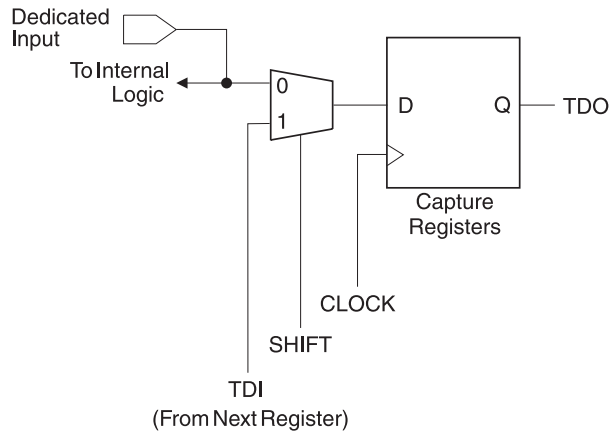 Dedicated
Input
To Internal
Logic
0
1
D
Q
TDO
Capture
Registers
CLOCK
SHIFT
TDI
(From Next Register)